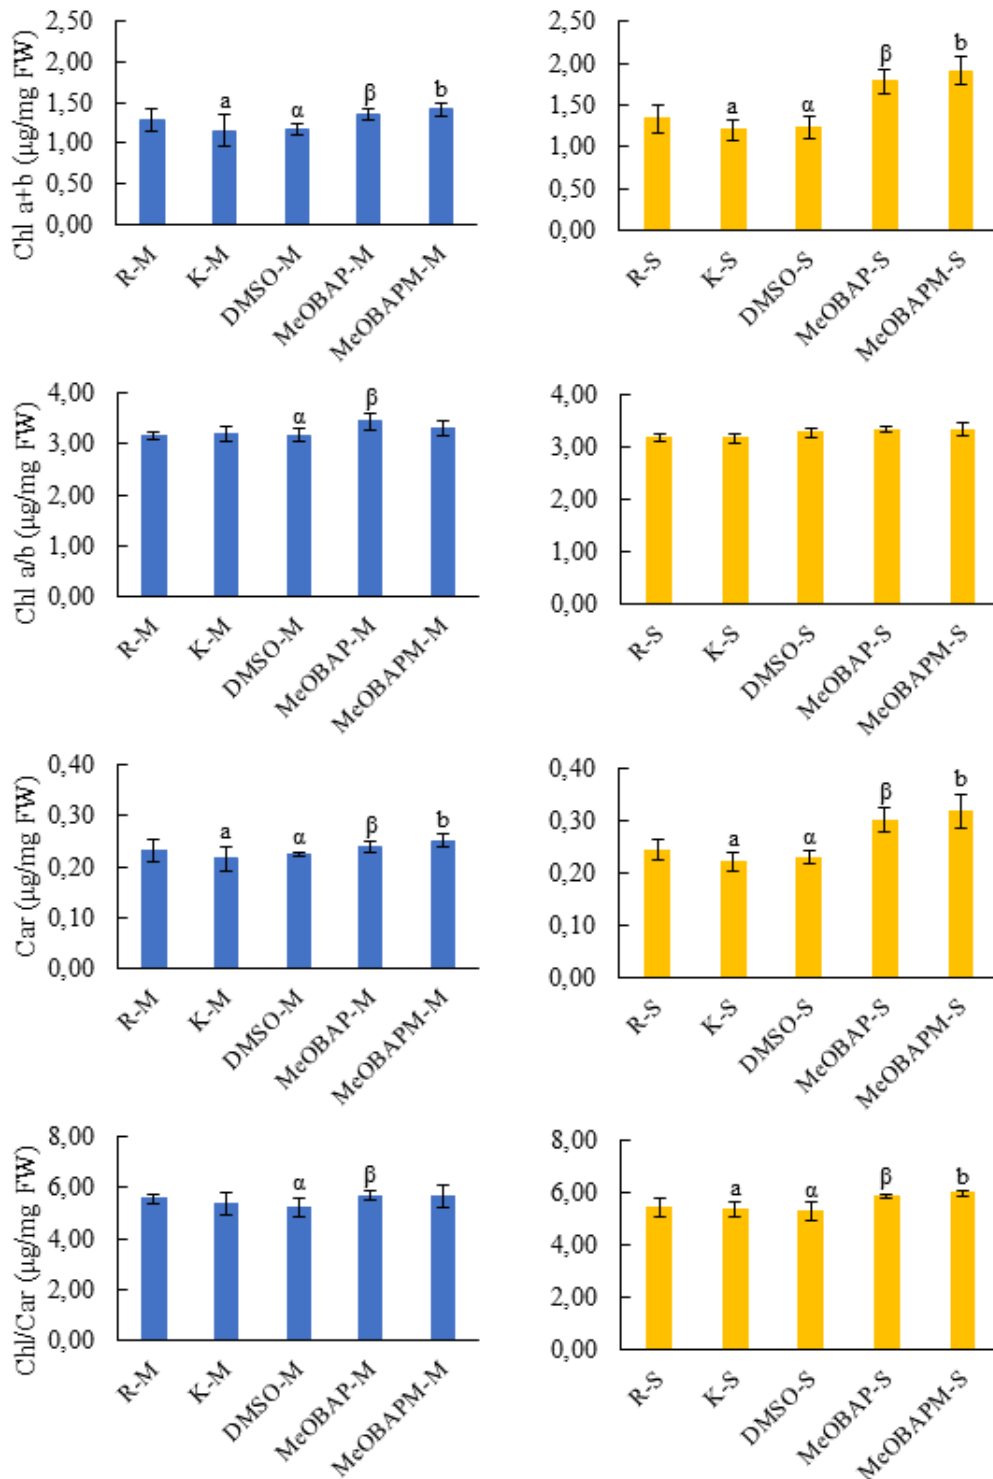 Chl a+b (µg/mg FW)
2,50
2,00
1,50
1,00
0,50
0,00
a
α
β
b
R-M
K-M
DMSO-M
MeOBAP-M
MeOBAPM-M
2,50
2,00
1,50
1,00
0,50
0,00
a
α
β
b
R-S
K-S
DMSO-S
MeOBAP-S
MeOBAPM-S
Chl a/b (µg/mg FW)
4,00
3,00
2,00
1,00
0,00
α
β
R-M
K-M
DMSO-M
MeOBAP-M
MeOBAPM-M
4,00
3,00
2,00
1,00
0,00
R-S
K-S
DMSO-S
MeOBAP-S
MeOBAPM-S
Car (µg/mg FW)
0,40
0,30
0,20
0,10
0,00
a
α
β
b
R-M
K-M
DMSO-M
MeOBAP-M
MeOBAPM-M
0,40
0,30
0,20
0,10
0,00
a
α
β
b
R-S
K-S
DMSO-S
MeOBAP-S
MeOBAPM-S
Chl/Car (µg/mg FW)
8,00
6,00
4,00
2,00
0,00
α
β
R-M
K-M
DMSO-M
MeOBAP-M
MeOBAPM-M
8,00
6,00
4,00
2,00
0,00
a
α
β
b
R-S
K-S
DMSO-S
MeOBAP-S
MeOBAPM-S